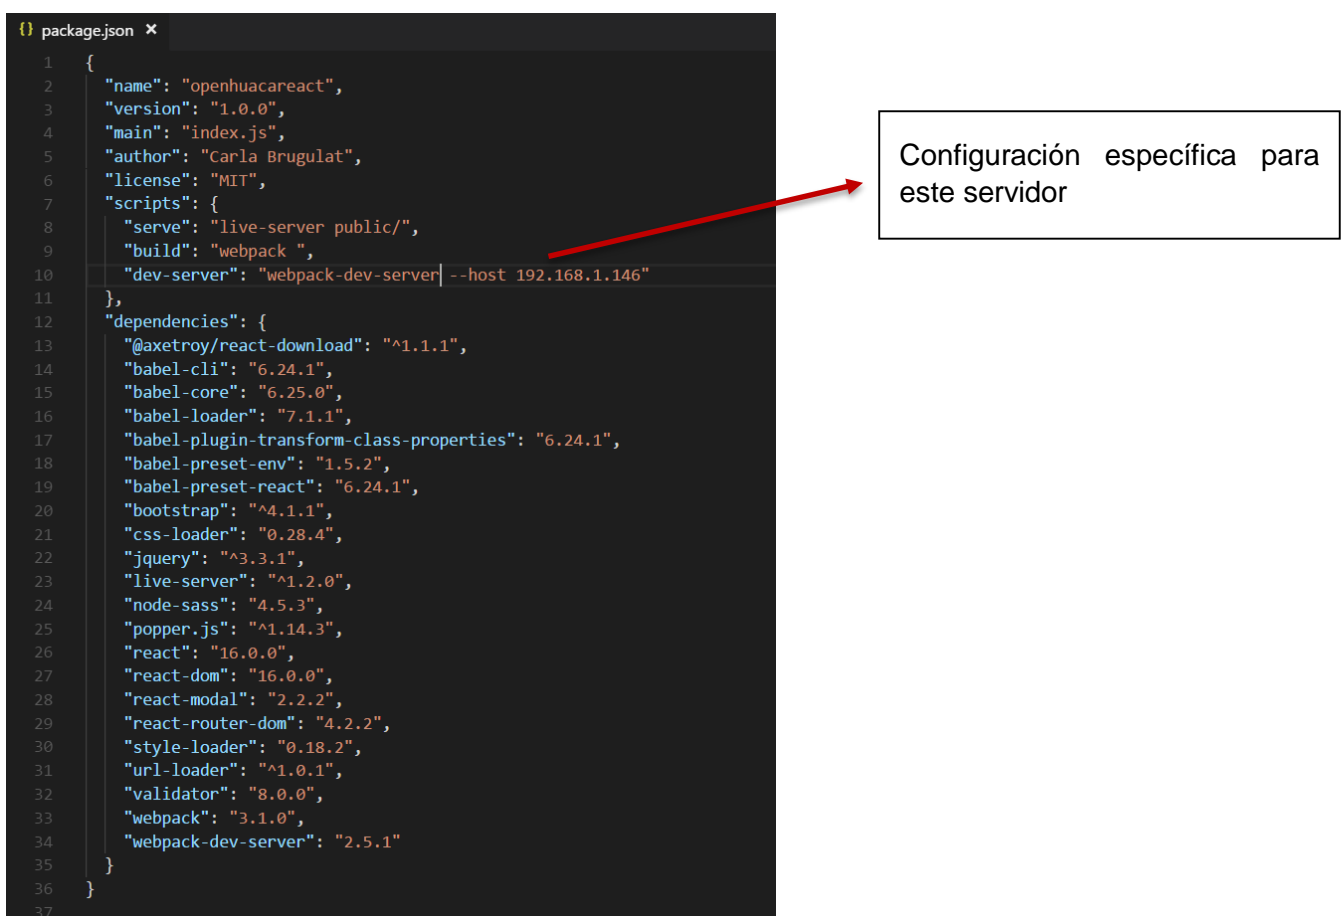 {} package.json ×
1 {
2 "name": "openhuacareact",
3 "version": "1.0.0",
4 "main": "index.js",
5 "author": "Carla Brugulat",
6 "license": "MIT",
7 "scripts": {
8 "serve": "live-server public/",
9 "build": "webpack ",
10 "dev-server": "webpack-dev-server --host 192.168.1.146"
11 },
12 "dependencies": {
13 "@axetroy/react-download": "^1.1.1",
14 "babel-cli": "6.24.1",
15 "babel-core": "6.25.0",
16 "babel-loader": "7.1.1",
17 "babel-plugin-transform-class-properties": "6.24.1",
18 "babel-preset-env": "1.5.2",
19 "babel-preset-react": "6.24.1",
20 "bootstrap": "^4.1.1",
21 "css-loader": "0.28.4",
22 "jquery": "^3.3.1",
23 "live-server": "^1.2.0",
24 "node-sass": "4.5.3",
25 "popper.js": "^1.14.3",
26 "react": "16.0.0",
27 "react-dom": "16.0.0",
28 "react-modal": "2.2.2",
29 "react-router-dom": "4.2.2",
30 "style-loader": "0.18.2",
31 "url-loader": "^1.0.1",
32 "validator": "8.0.0",
33 "webpack": "3.1.0",
34 "webpack-dev-server": "2.5.1"
35 }
36 }
37
Configuración específica para
este servidor